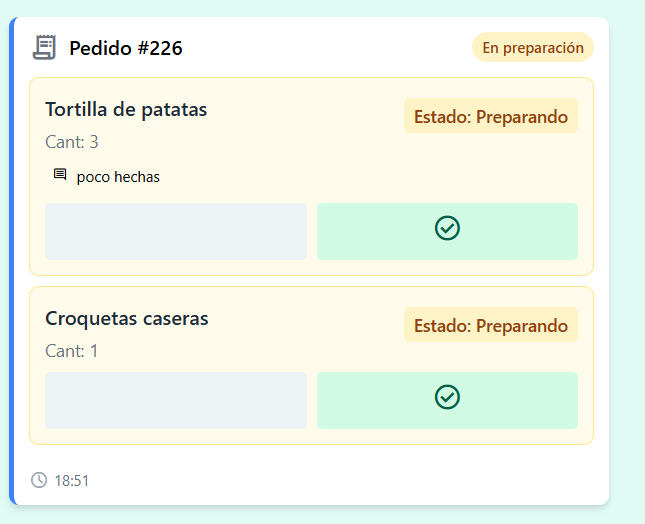 Pedido #226
En preparación
Tortilla de patatas
Estado: Preparando
Cant: 3
poco hechas
Croquetas caseras
Estado: Preparando
Cant: 1
18:51